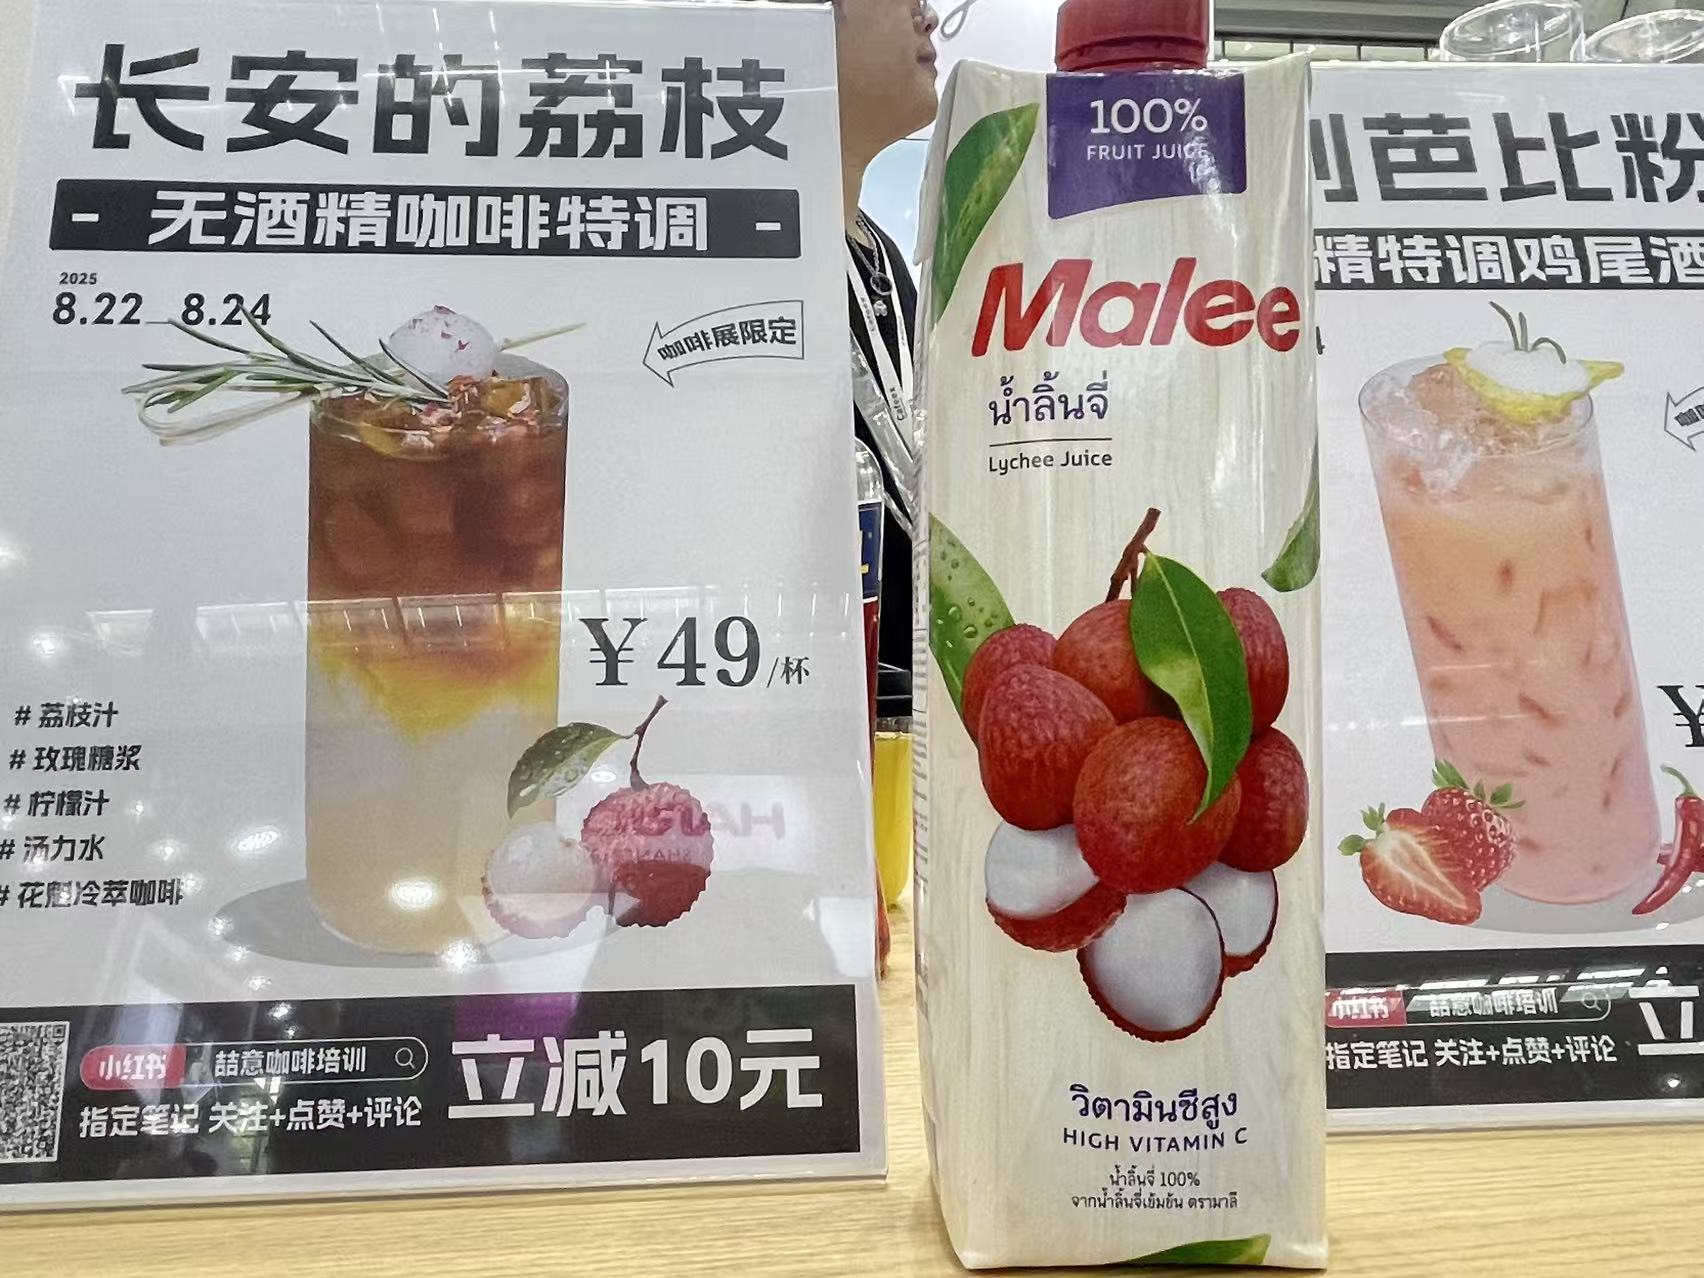 长安的荔枝
- 无酒精咖啡特调 -
2025
8.22 8.24
咖啡展限定
¥49/杯
# 荔枝汁
# 玫瑰糖浆
# 柠檬汁
# 汤力水
# 花魁冷萃咖啡
小红书 喆意咖啡培训
指定笔记 关注+点赞+评论
立减10元
100%
FRUIT JUICE
Malee
น้ำลิ้นจี่
Lychee Juice
วิตามินซีสูง
HIGH VITAMIN C
น้ำลิ้นจี่ 100%
จากน้ำลิ้นจี่เข้มข้น ตรามาลี
芭比粉
精特调鸡尾酒
¥
小红书 喆意咖啡培训
指定笔记 关注+点赞+评论